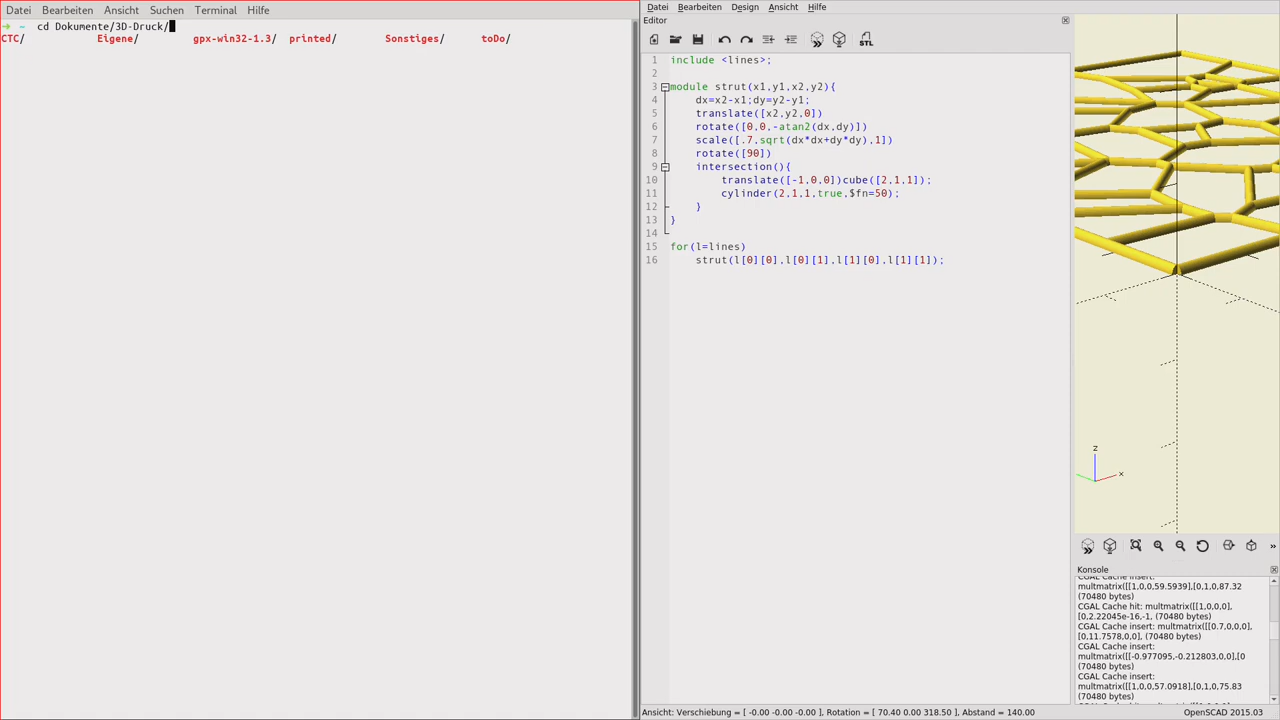 Datei Bearbeiten Ansicht Suchen Terminal Hilfe
➜ ~ cd Dokumente/3D-Druck/
CTC/ Eigene/ gpx-win32-1.3/ printed/ Sonstiges/ toDo/
Datei Bearbeiten Design Ansicht Hilfe
Editor
STL
1 include <lines>;
2
3 module strut(x1,y1,x2,y2){
4 dx=x2-x1;dy=y2-y1;
5 translate([x2,y2,0])
6 rotate([0,0,-atan2(dx,dy)])
7 scale([.7,sqrt(dx*dx+dy*dy),1])
8 rotate([90])
9 intersection(){
10 translate([-1,0,0])cube([2,1,1]);
11 cylinder(2,1,1,true,$fn=50);
12 }
13 }
14
15 for(l=lines)
16 strut(l[0][0],l[0][1],l[1][0],l[1][1]);
z
x
»
Konsole
CGAL Cache insert:
multmatrix([[1,0,0,59.5939],[0,1,0,87.32
(70480 bytes)
CGAL Cache hit: multmatrix([[1,0,0,0],
[0,2.22045e-16,-1, (70480 bytes)
CGAL Cache insert: multmatrix([[0.7,0,0,0],
[0,11.7578,0,0], (70480 bytes)
CGAL Cache insert:
multmatrix([[-0.977095,-0.212803,0,0],[0
(70480 bytes)
CGAL Cache insert:
multmatrix([[1,0,0,57.0918],[0,1,0,75.83
(70480 bytes)
Ansicht: Verschiebung = [ -0.00 -0.00 -0.00 ], Rotation = [ 70.40 0.00 318.50 ], Abstand = 140.00 OpenSCAD 2015.03